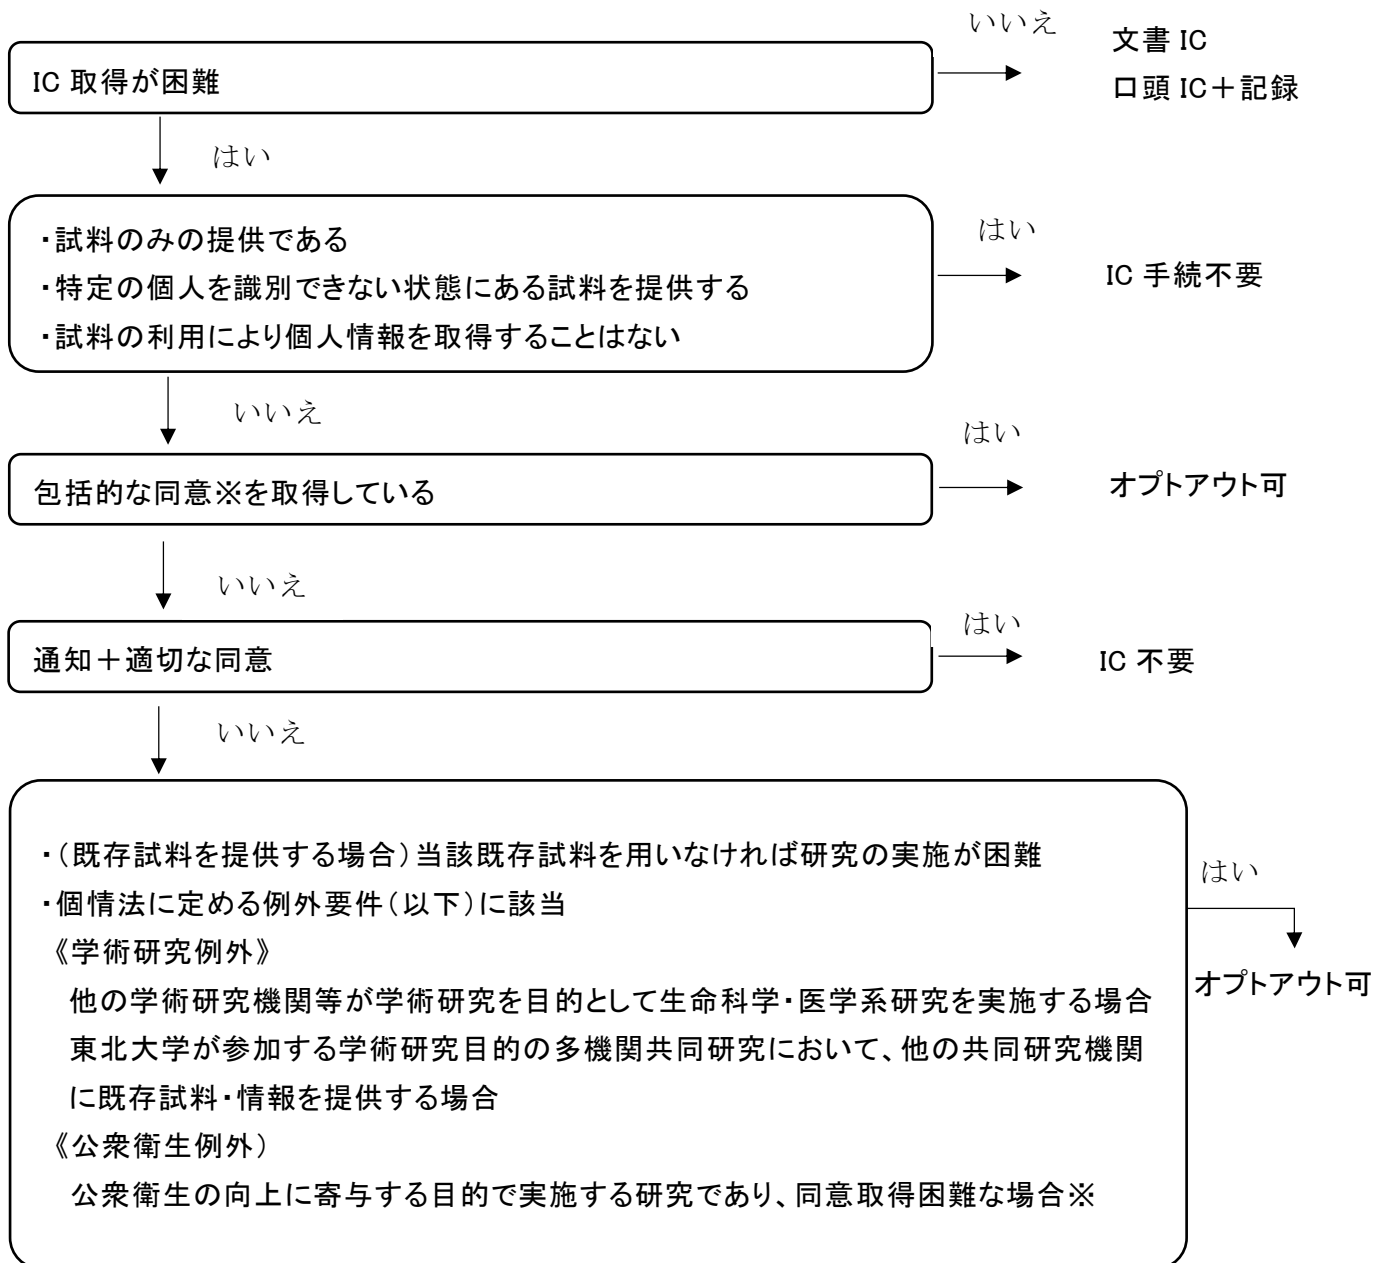 いいえ
文書 IC
IC 取得が困難
口頭 IC＋記録
はい
・試料のみの提供である
はい
・特定の個人を識別できない状態にある試料を提供する
IC 手続不要
・試料の利用により個人情報を取得することはない
いいえ
はい
包括的な同意※を取得している
オプトアウト可
いいえ
はい
通知＋適切な同意
IC 不要
いいえ
・（既存試料を提供する場合）当該既存試料を用いなければ研究の実施が困難
はい
・個情法に定める例外要件（以下）に該当
《学術研究例外》
他の学術研究機関等が学術研究を目的として生命科学・医学系研究を実施する場合
オプトアウト可
東北大学が参加する学術研究目的の多機関共同研究において、他の共同研究機関
に既存試料・情報を提供する場合
《公衆衛生例外）
公衆衛生の向上に寄与する目的で実施する研究であり、同意取得困難な場合※